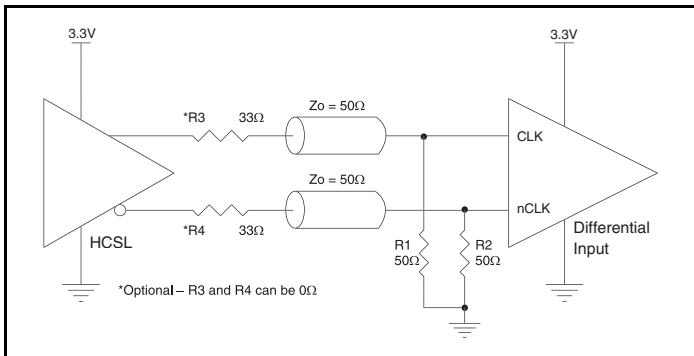 3.3V
3.3V
*R3
33Ω
Zo = 50Ω
CLK
Zo = 50Ω
nCLK
*R4
33Ω
HCSL
R1
50Ω
R2
50Ω
Differential
Input
*Optional – R3 and R4 can be 0Ω